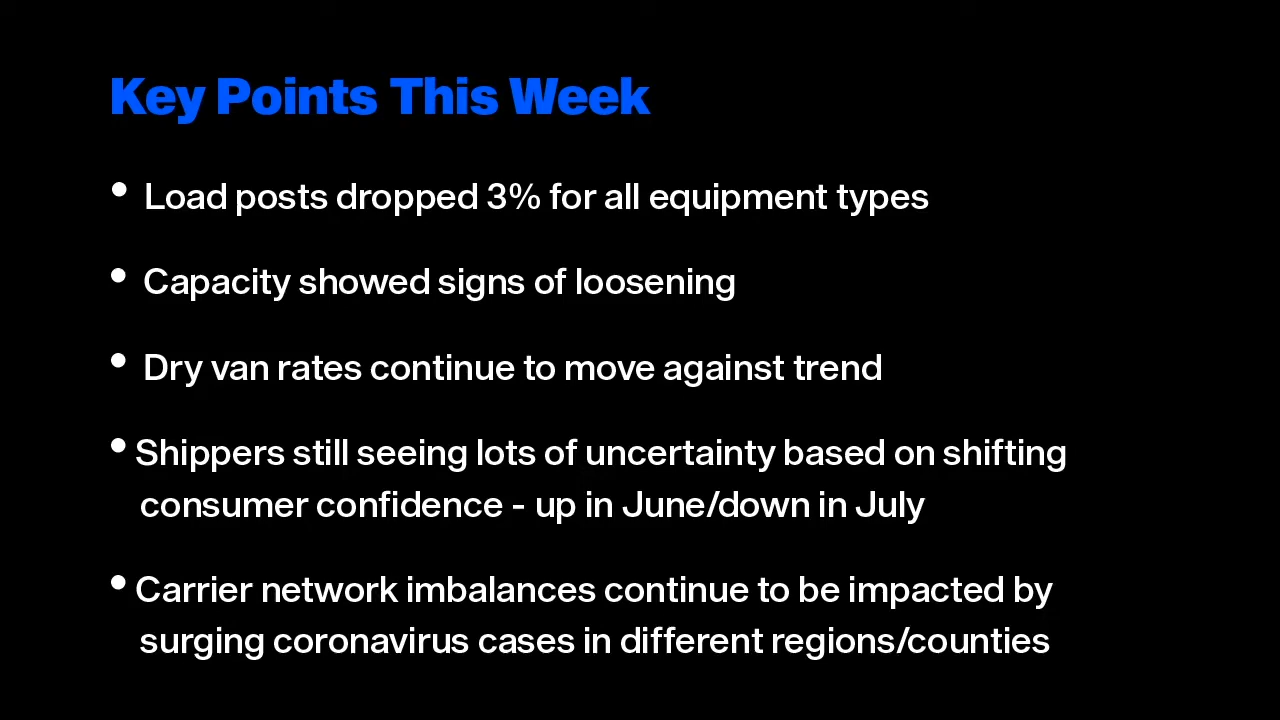 Key Points This Week
• Load posts dropped 3% for all equipment types
• Capacity showed signs of loosening
• Dry van rates continue to move against trend
• Shippers still seeing lots of uncertainty based on shifting
consumer confidence - up in June/down in July
• Carrier network imbalances continue to be impacted by
surging coronavirus cases in different regions/counties